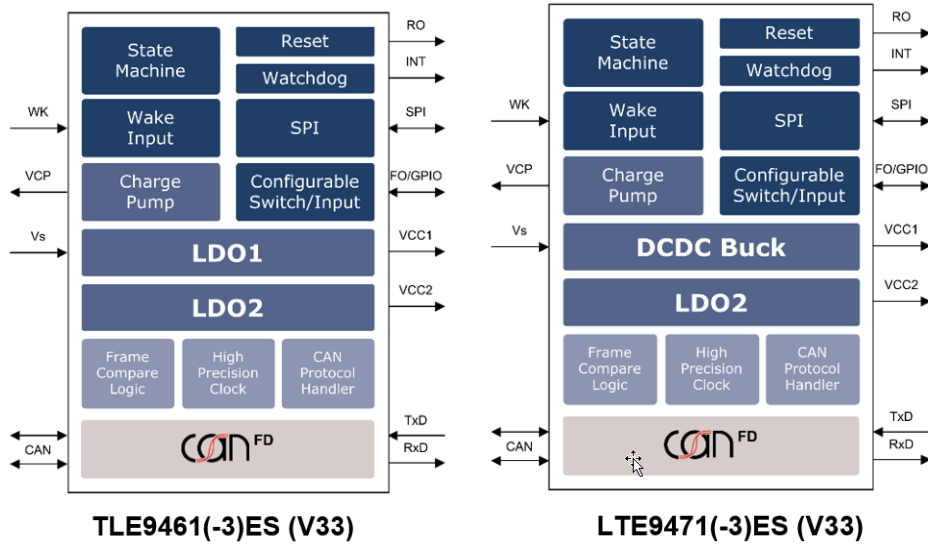 State
Machine
Reset
Watchdog
Wake
Input
SPI
Charge
Pump
Configurable
Switch/Input
LDO1
LDO2
Frame
Compare
Logic
High
Precision
Clock
CAN
Protocol
Handler
CAN FD
WK
VCP
Vs
CAN
RO
INT
SPI
FO/GPIO
VCC1
VCC2
TxD
RxD
TLE9461(-3)ES (V33)
State
Machine
Reset
Watchdog
Wake
Input
SPI
Charge
Pump
Configurable
Switch/Input
DCDC Buck
LDO2
Frame
Compare
Logic
High
Precision
Clock
CAN
Protocol
Handler
CAN FD
WK
VCP
Vs
CAN
RO
INT
SPI
FO/GPIO
VCC1
VCC2
TxD
RxD
LTE9471(-3)ES (V33)